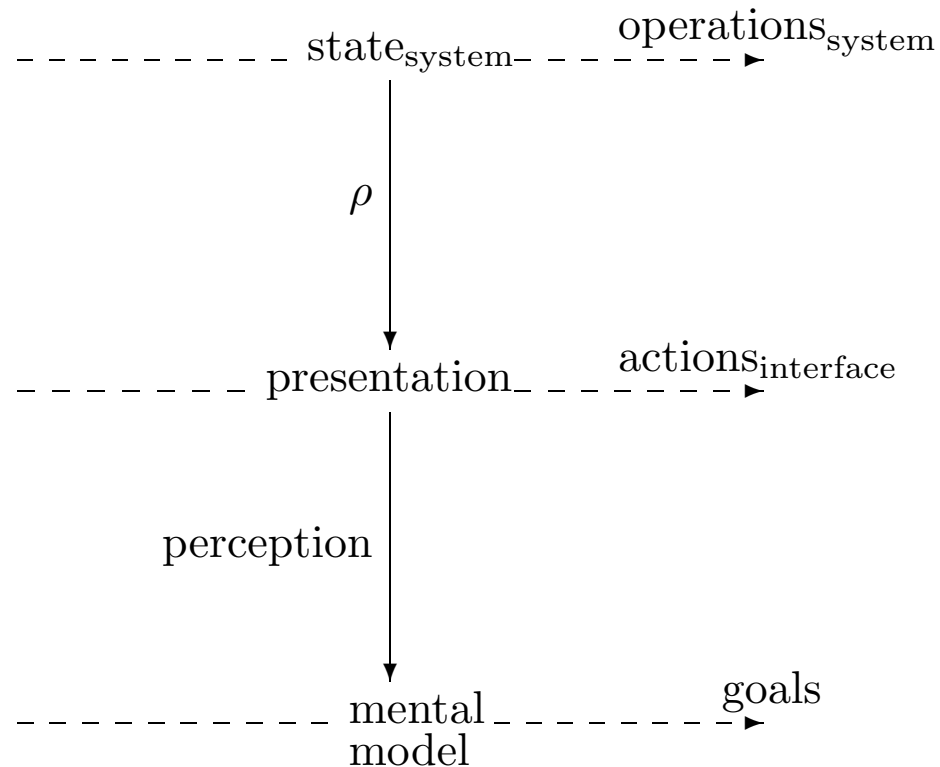 state_system operations_system
ρ
presentation actions_interface
perception
mental goals
model